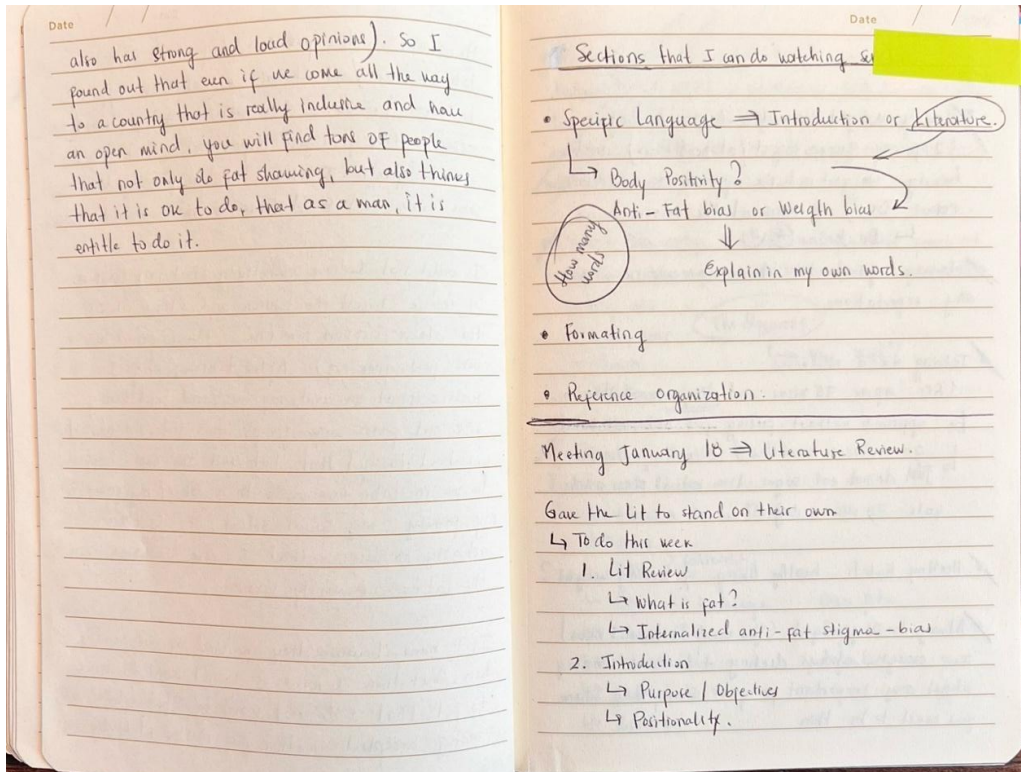 Date
also has strong and loud opinions). So I
found out that even if we come all the way
to a country that is really inclusive and have
an open mind, you will find tons of people
that not only do fat shaming, but also thinks
that it is ok to do, that as a man, it is
entitle to do it.
Date
Sections that I can do watching
• Specific Language ⇒ Introduction or Literature.
↳ Body Positivity?
Anti-Fat bias or Weigth bias
How many
words
⇓
Explain in my own words.
• Formating
• Reference organization.
Meeting January 18 ⇒ Literature Review.
Gave the lit to stand on their own
↳ To do this week
1. Lit Review
↳ What is fat?
↳ Internalized anti-fat stigma-bias
2. Introduction
↳ Purpose / Objectives
↳ Positionality.